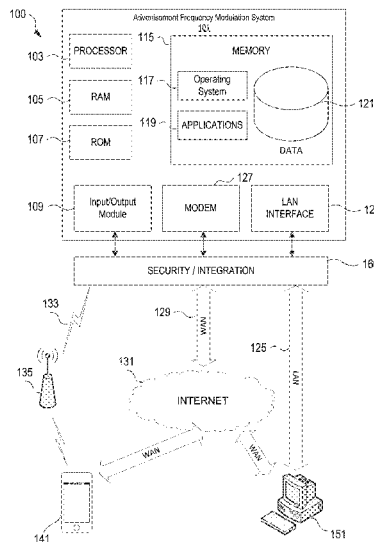 100
Advertisement Frequency Modulation System
101
PROCESSOR
103
RAM
105
ROM
107
115
MEMORY
117
Operating
System
119
APPLICATIONS
121
DATA
127
109
Input/Output
Module
MODEM
LAN
INTERFACE
12
SECURITY / INTEGRATION
160
133
129
WAN
125
LAN
135
131
INTERNET
WAN
WAN
141
151